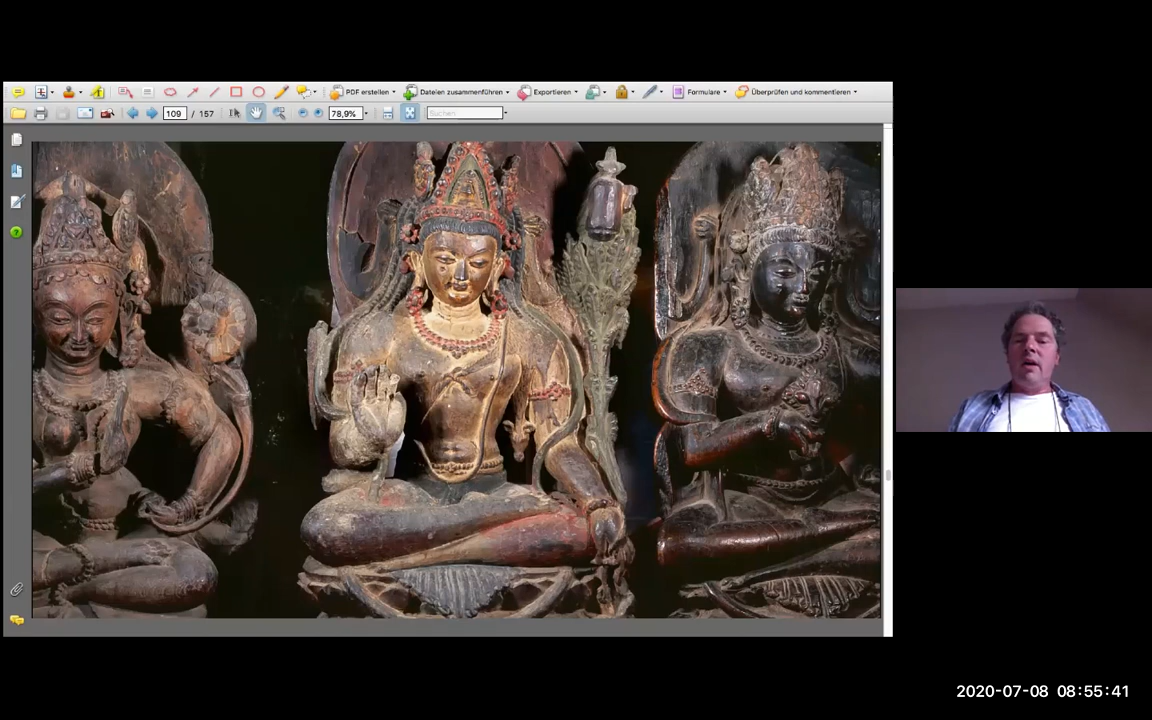 PDF erstellen Dateien zusammenführen Exportieren Formulare Überprüfen und kommentieren
109 / 157 78,9% Suchen
2020-07-08 08:55:41